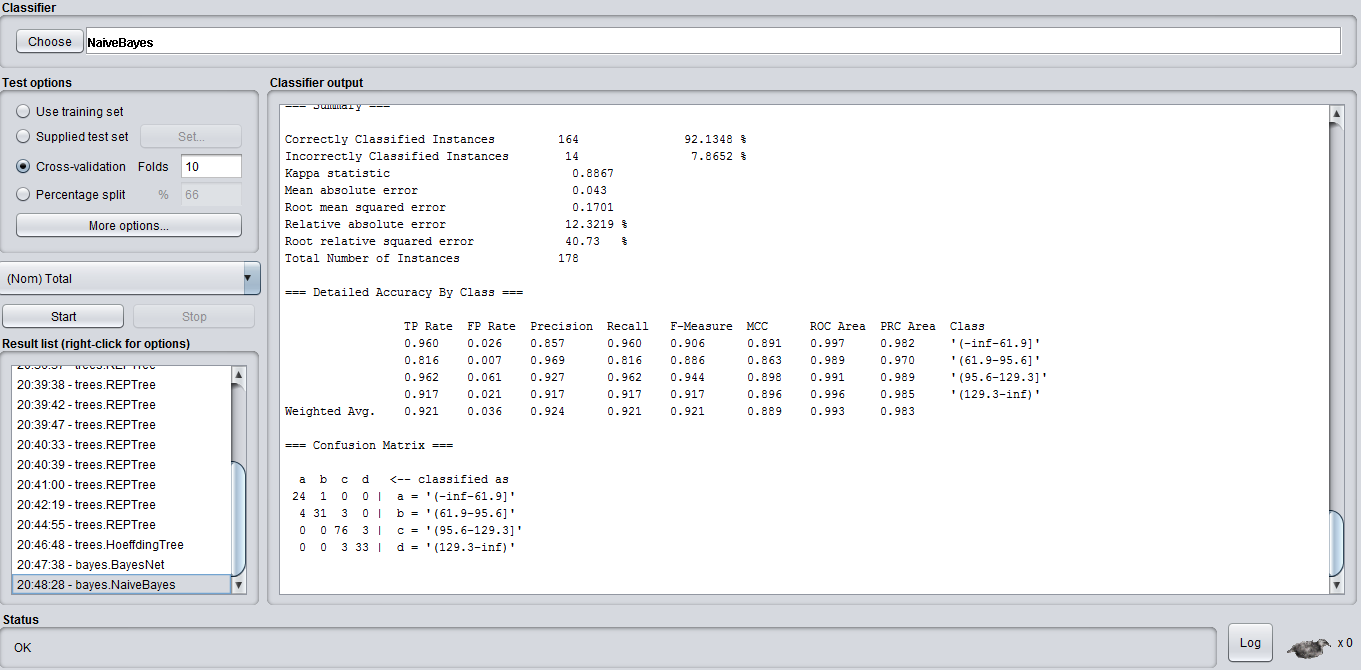 Classifier
Choose NaiveBayes
Test options
Use training set
Supplied test set Set...
Cross-validation Folds 10
Percentage split % 66
More options...
(Nom) Total
Start Stop
Result list (right-click for options)
20:39:38 - trees.REPTree
20:39:42 - trees.REPTree
20:39:47 - trees.REPTree
20:40:33 - trees.REPTree
20:40:39 - trees.REPTree
20:41:00 - trees.REPTree
20:42:19 - trees.REPTree
20:44:55 - trees.REPTree
20:46:48 - trees.HoeffdingTree
20:47:38 - bayes.BayesNet
20:48:28 - bayes.NaiveBayes
Classifier output
=== Summary ===
Correctly Classified Instances 164 92.1348 %
Incorrectly Classified Instances 14 7.8652 %
Kappa statistic 0.8867
Mean absolute error 0.043
Root mean squared error 0.1701
Relative absolute error 12.3219 %
Root relative squared error 40.73 %
Total Number of Instances 178
=== Detailed Accuracy By Class ===
TP Rate FP Rate Precision Recall F-Measure MCC ROC Area PRC Area Class
0.960 0.026 0.857 0.960 0.906 0.891 0.997 0.982 '(-inf-61.9]'
0.816 0.007 0.969 0.816 0.886 0.863 0.989 0.970 '(61.9-95.6]'
0.962 0.061 0.927 0.962 0.944 0.898 0.991 0.989 '(95.6-129.3]'
0.917 0.021 0.917 0.917 0.917 0.896 0.996 0.985 '(129.3-inf)'
Weighted Avg. 0.921 0.036 0.924 0.921 0.921 0.889 0.993 0.983
=== Confusion Matrix ===
a b c d <-- classified as
24 1 0 0 | a = '(-inf-61.9]'
4 31 3 0 | b = '(61.9-95.6]'
0 0 76 3 | c = '(95.6-129.3]'
0 0 3 33 | d = '(129.3-inf)'
Status
OK
Log x 0